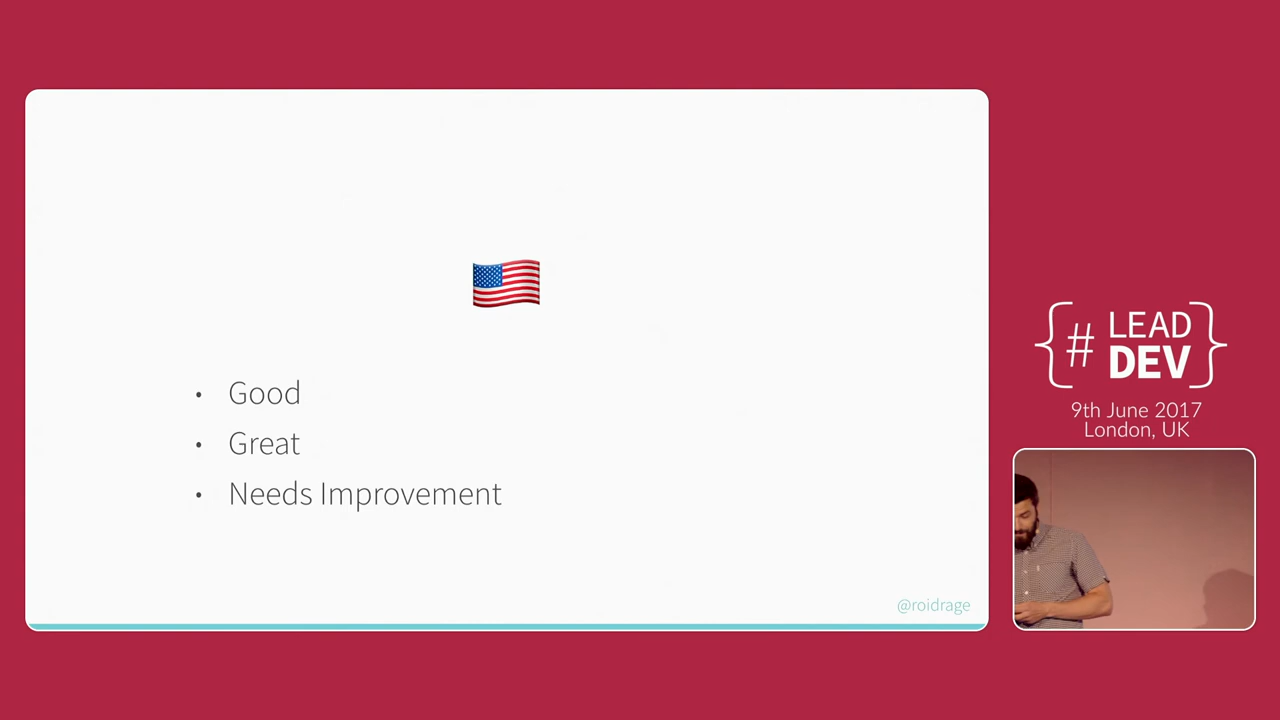 • Good
• Great
• Needs Improvement
@roidrage
{# LEAD
DEV}
9th June 2017
London, UK